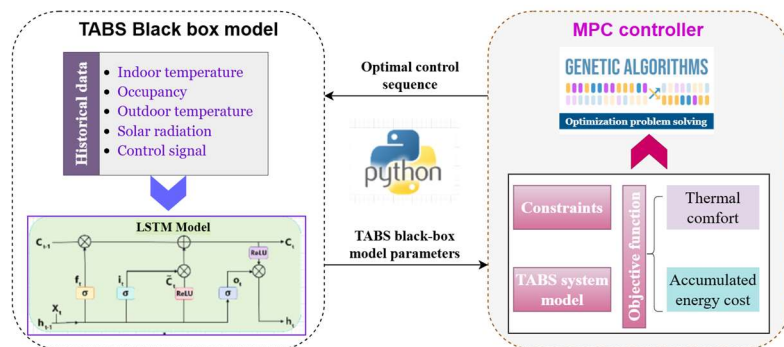 TABS Black box model
Historical data
Indoor temperature
Occupancy
Outdoor temperature
Solar radiation
Control signal
LSTM Model
C t-1
C t
ReLU
f t
i t
C̃ t
o t
σ
σ
ReLU
σ
X t
h t-1
h t
Optimal control
sequence
python
TABS black-box
model parameters
MPC controller
GENETIC ALGORITHMS
Optimization problem solving
Constraints
TABS system
model
Objective function
Thermal
comfort
Accumulated
energy cost